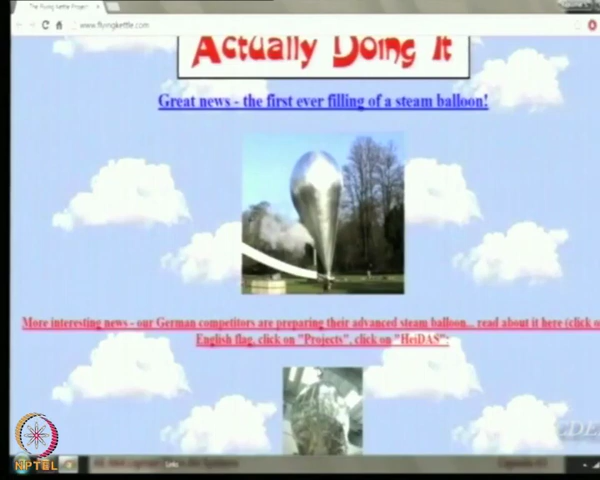 The Flying Kettle Project
www.flyingkettle.com
Actually Doing It
Great news - the first ever filling of a steam balloon!
More interesting news - our German competitors are preparing their advanced steam balloon... read about it here (click o
English flag, click on "Projects", click on "HeiDAS":
NPTEL